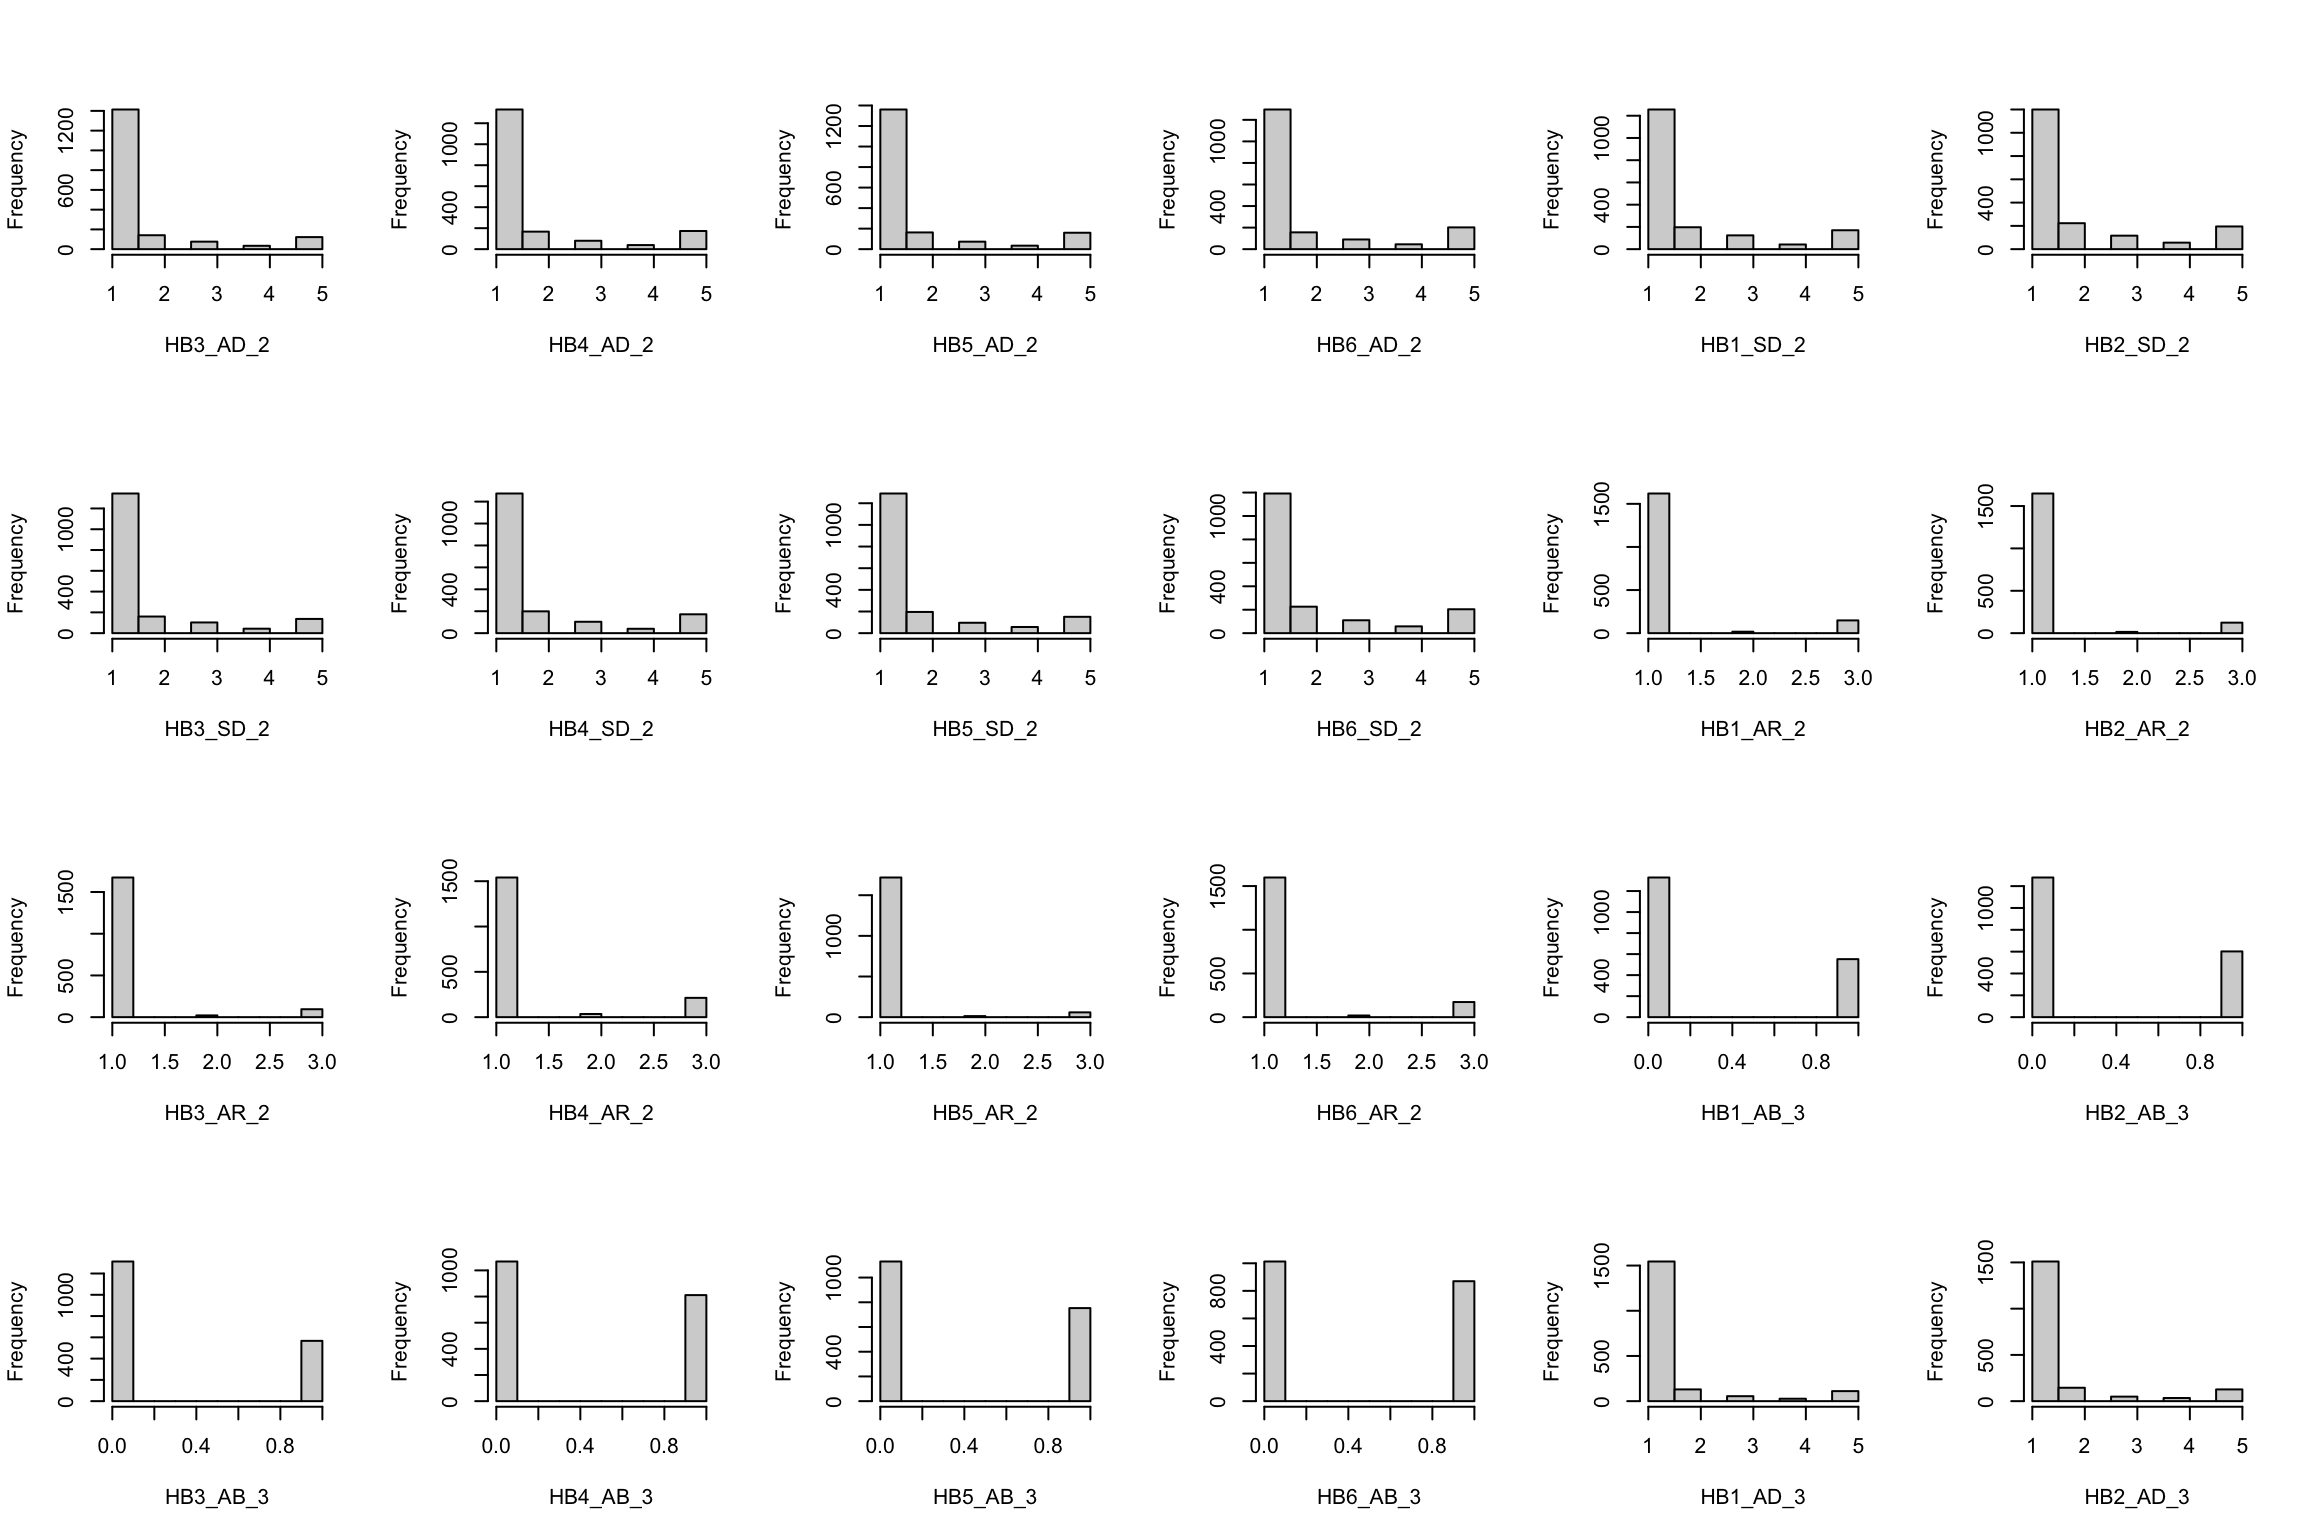 Frequency
0 600 1200
1 2 3 4 5
HB3_AD_2
Frequency
0 400 1000
1 2 3 4 5
HB4_AD_2
Frequency
0 600 1200
1 2 3 4 5
HB5_AD_2
Frequency
0 400 1000
1 2 3 4 5
HB6_AD_2
Frequency
0 400 1000
1 2 3 4 5
HB1_SD_2
Frequency
0 400 1000
1 2 3 4 5
HB2_SD_2
Frequency
0 400 1000
1 2 3 4 5
HB3_SD_2
Frequency
0 400 1000
1 2 3 4 5
HB4_SD_2
Frequency
0 400 1000
1 2 3 4 5
HB5_SD_2
Frequency
0 400 1000
1 2 3 4 5
HB6_SD_2
Frequency
0 500 1500
1.0 1.5 2.0 2.5 3.0
HB1_AR_2
Frequency
0 500 1500
1.0 1.5 2.0 2.5 3.0
HB2_AR_2
Frequency
0 500 1500
1.0 1.5 2.0 2.5 3.0
HB3_AR_2
Frequency
0 500 1500
1.0 1.5 2.0 2.5 3.0
HB4_AR_2
Frequency
0 1000
1.0 1.5 2.0 2.5 3.0
HB5_AR_2
Frequency
0 500 1500
1.0 1.5 2.0 2.5 3.0
HB6_AR_2
Frequency
0 400 1000
0.0 0.4 0.8
HB1_AB_3
Frequency
0 400 1000
0.0 0.4 0.8
HB2_AB_3
Frequency
0 400 1000
0.0 0.4 0.8
HB3_AB_3
Frequency
0 400 1000
0.0 0.4 0.8
HB4_AB_3
Frequency
0 400 1000
0.0 0.4 0.8
HB5_AB_3
Frequency
0 400 800
0.0 0.4 0.8
HB6_AB_3
Frequency
0 500 1500
1 2 3 4 5
HB1_AD_3
Frequency
0 500 1500
1 2 3 4 5
HB2_AD_3